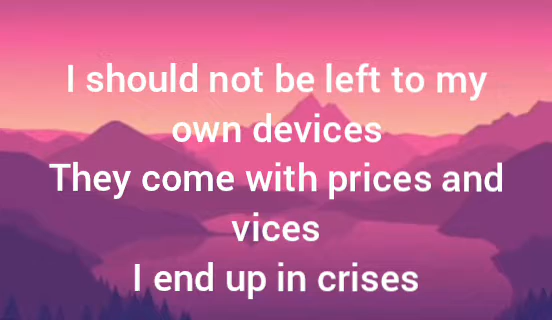 I should not be left to my
own devices
They come with prices and
vices
I end up in crises